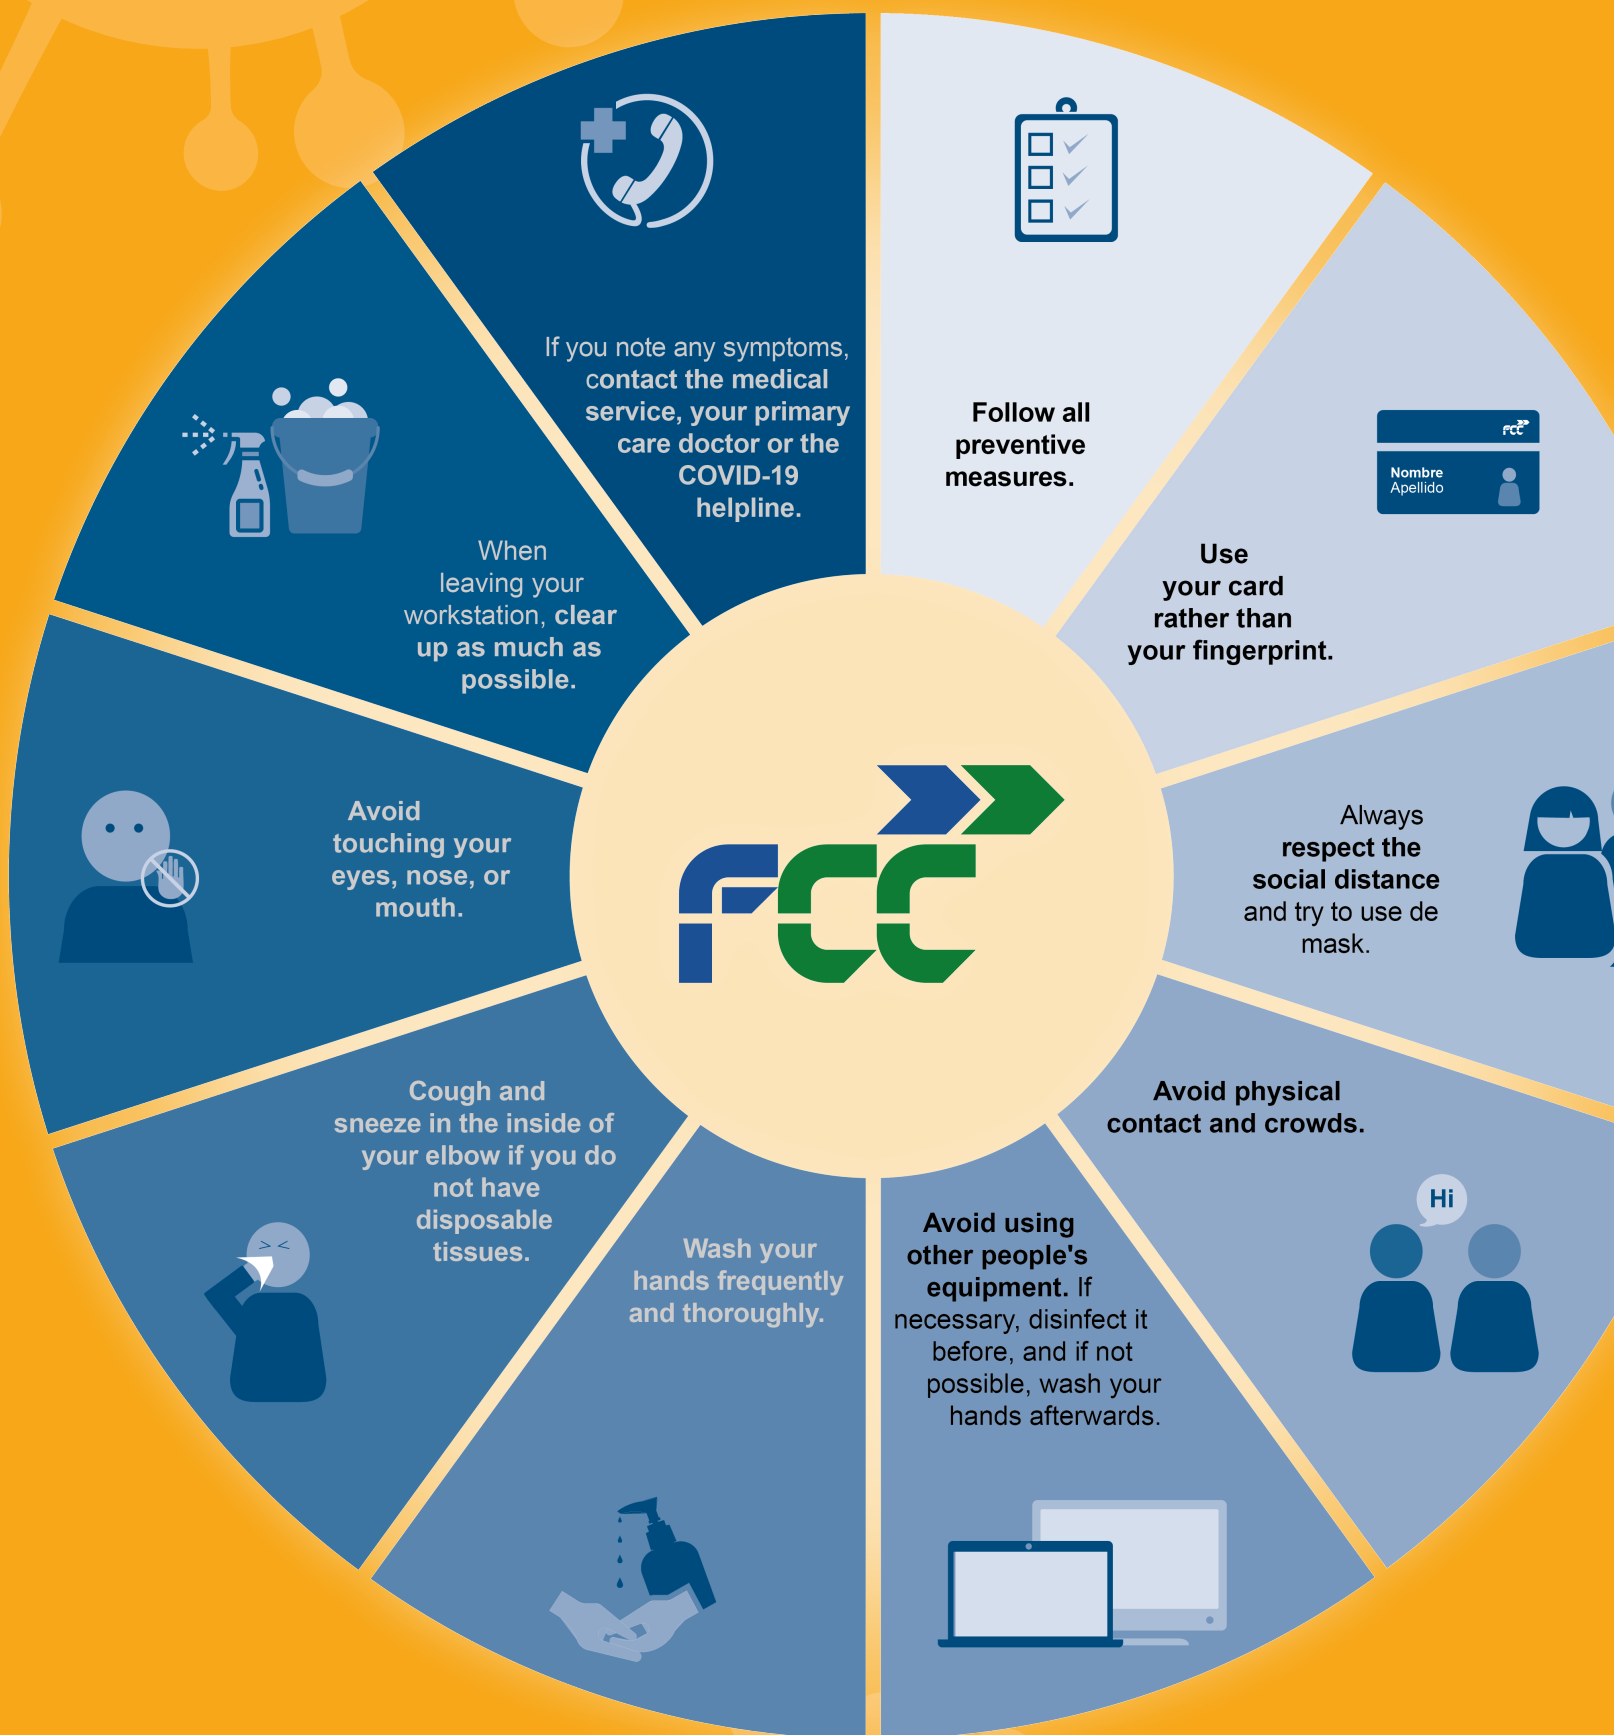 Follow all
preventive
measures.
FCC
Nombre
Apellido
Use
your card
rather than
your fingerprint.
Always
respect the
social distance
and try to use de
mask.
Avoid physical
contact and crowds.
Hi
Avoid using
other people's
equipment. If
necessary, disinfect it
before, and if not
possible, wash your
hands afterwards.
Wash your
hands frequently
and thoroughly.
Cough and
sneeze in the inside of
your elbow if you do
not have
disposable
tissues.
Avoid
touching your
eyes, nose, or
mouth.
When
leaving your
workstation, clear
up as much as
possible.
If you note any symptoms,
contact the medical
service, your primary
care doctor or the
COVID-19
helpline.
FCC